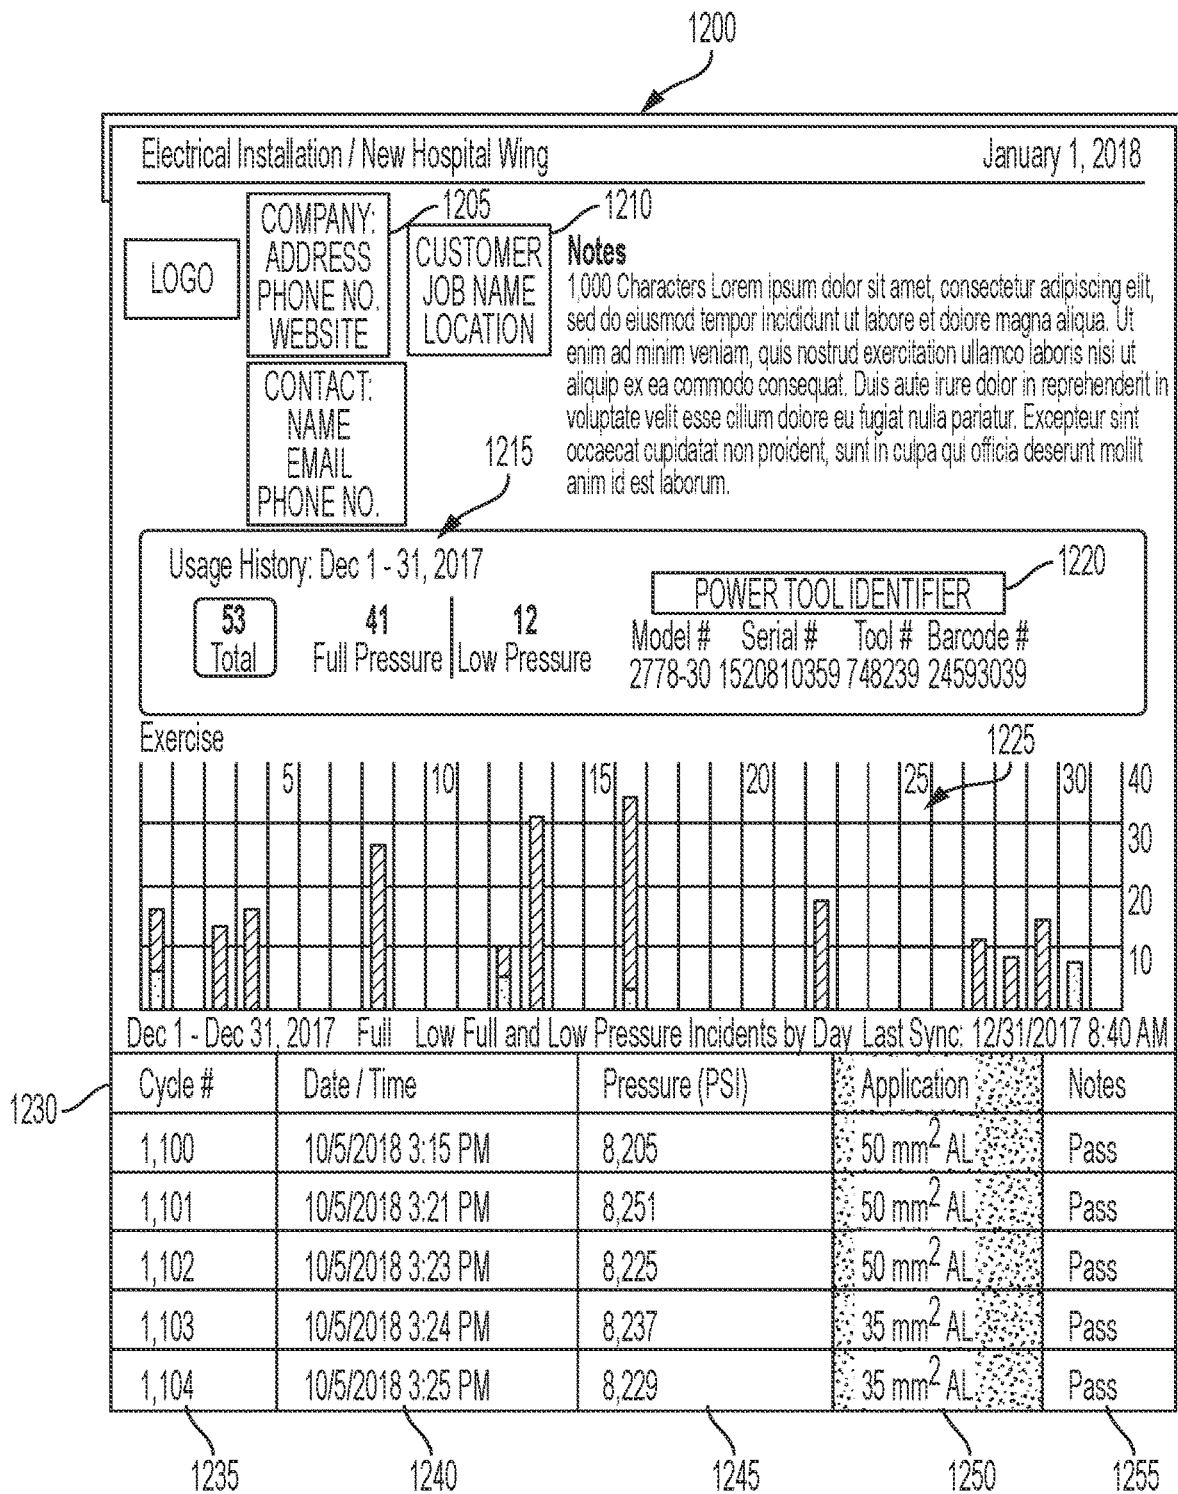 1200
Electrical Installation / New Hospital Wing January 1, 2018
LOGO
COMPANY:
ADDRESS
PHONE NO.
WEBSITE
1205
CUSTOMER
JOB NAME
LOCATION
1210
CONTACT:
NAME
EMAIL
PHONE NO.
Notes
1,000 Characters Lorem ipsum dolor sit amet, consectetur adipiscing elit,
sed do eiusmod tempor incididunt ut labore et dolore magna aliqua. Ut
enim ad minim veniam, quis nostrud exercitation ullamco laboris nisi ut
aliquip ex ea commodo consequat. Duis aute irure dolor in reprehenderit in
voluptate velit esse cillum dolore eu fugiat nulla pariatur. Excepteur sint
occaecat cupidatat non proident, sunt in culpa qui officia deserunt mollit
anim id est laborum.
1215
Usage History: Dec 1 - 31, 2017
53 41 12
Total Full Pressure Low Pressure
1220
POWER TOOL IDENTIFIER
Model # Serial # Tool # Barcode #
2778-30 1520810359 748239 24593039
Exercise
1225
5 10 15 20 25 30 40
30
20
10
Dec 1 - Dec 31, 2017 Full Low Full and Low Pressure Incidents by Day Last Sync: 12/31/2017 8:40 AM
1230
Cycle # Date / Time Pressure (PSI) Application Notes
1,100 10/5/2018 3:15 PM 8,205 50 mm² AL Pass
1,101 10/5/2018 3:21 PM 8,251 50 mm² AL Pass
1,102 10/5/2018 3:23 PM 8,225 50 mm² AL Pass
1,103 10/5/2018 3:24 PM 8,237 35 mm² AL Pass
1,104 10/5/2018 3:25 PM 8,229 35 mm² AL Pass
1235 1240 1245 1250 1255